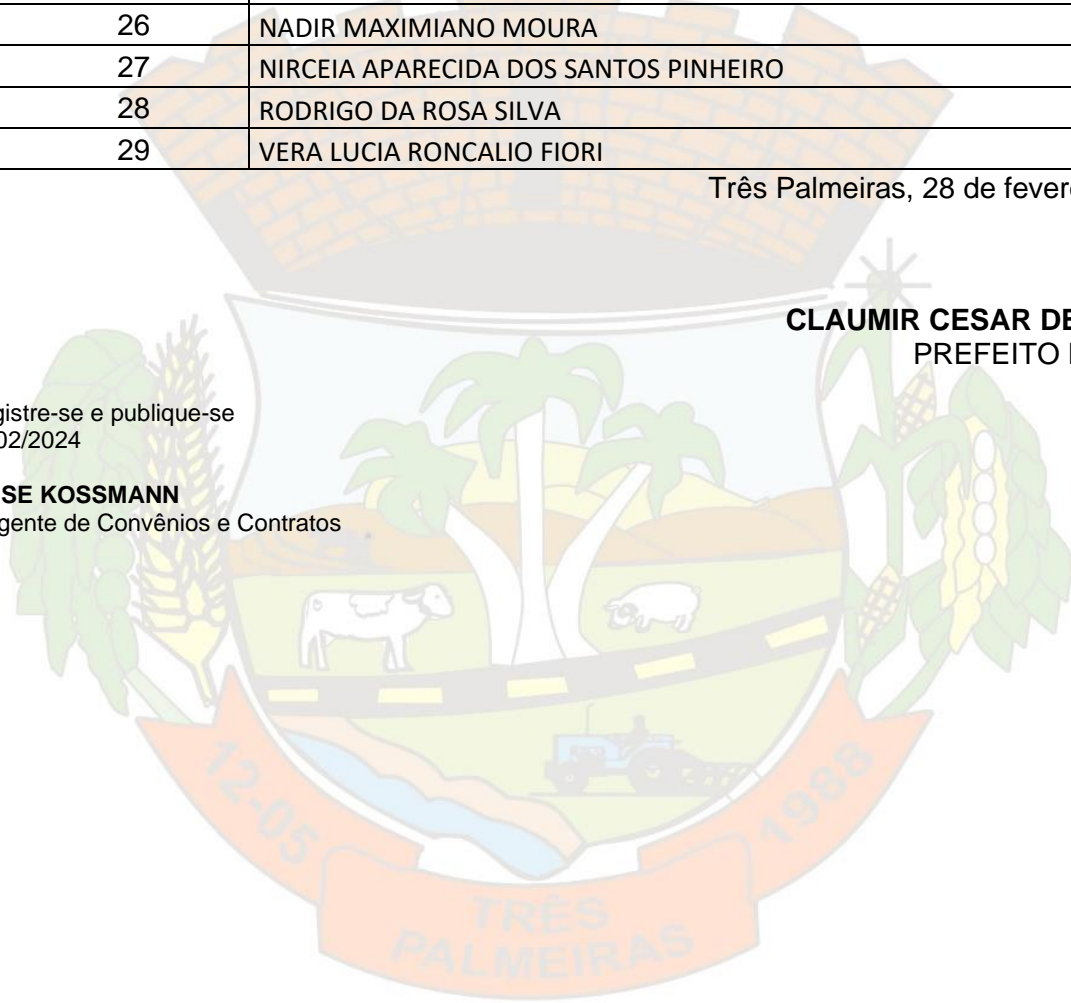 26 NADIR MAXIMIANO MOURA
27 NIRCEIA APARECIDA DOS SANTOS PINHEIRO
28 RODRIGO DA ROSA SILVA
29 VERA LUCIA RONCALIO FIORI
Três Palmeiras, 28 de fever
CLAUMIR CESAR DE
PREFEITO
gistre-se e publique-se
02/2024
SE KOSSMANN
gente de Convênios e Contratos
12-05 1988
TRÊS
PALMEIRAS